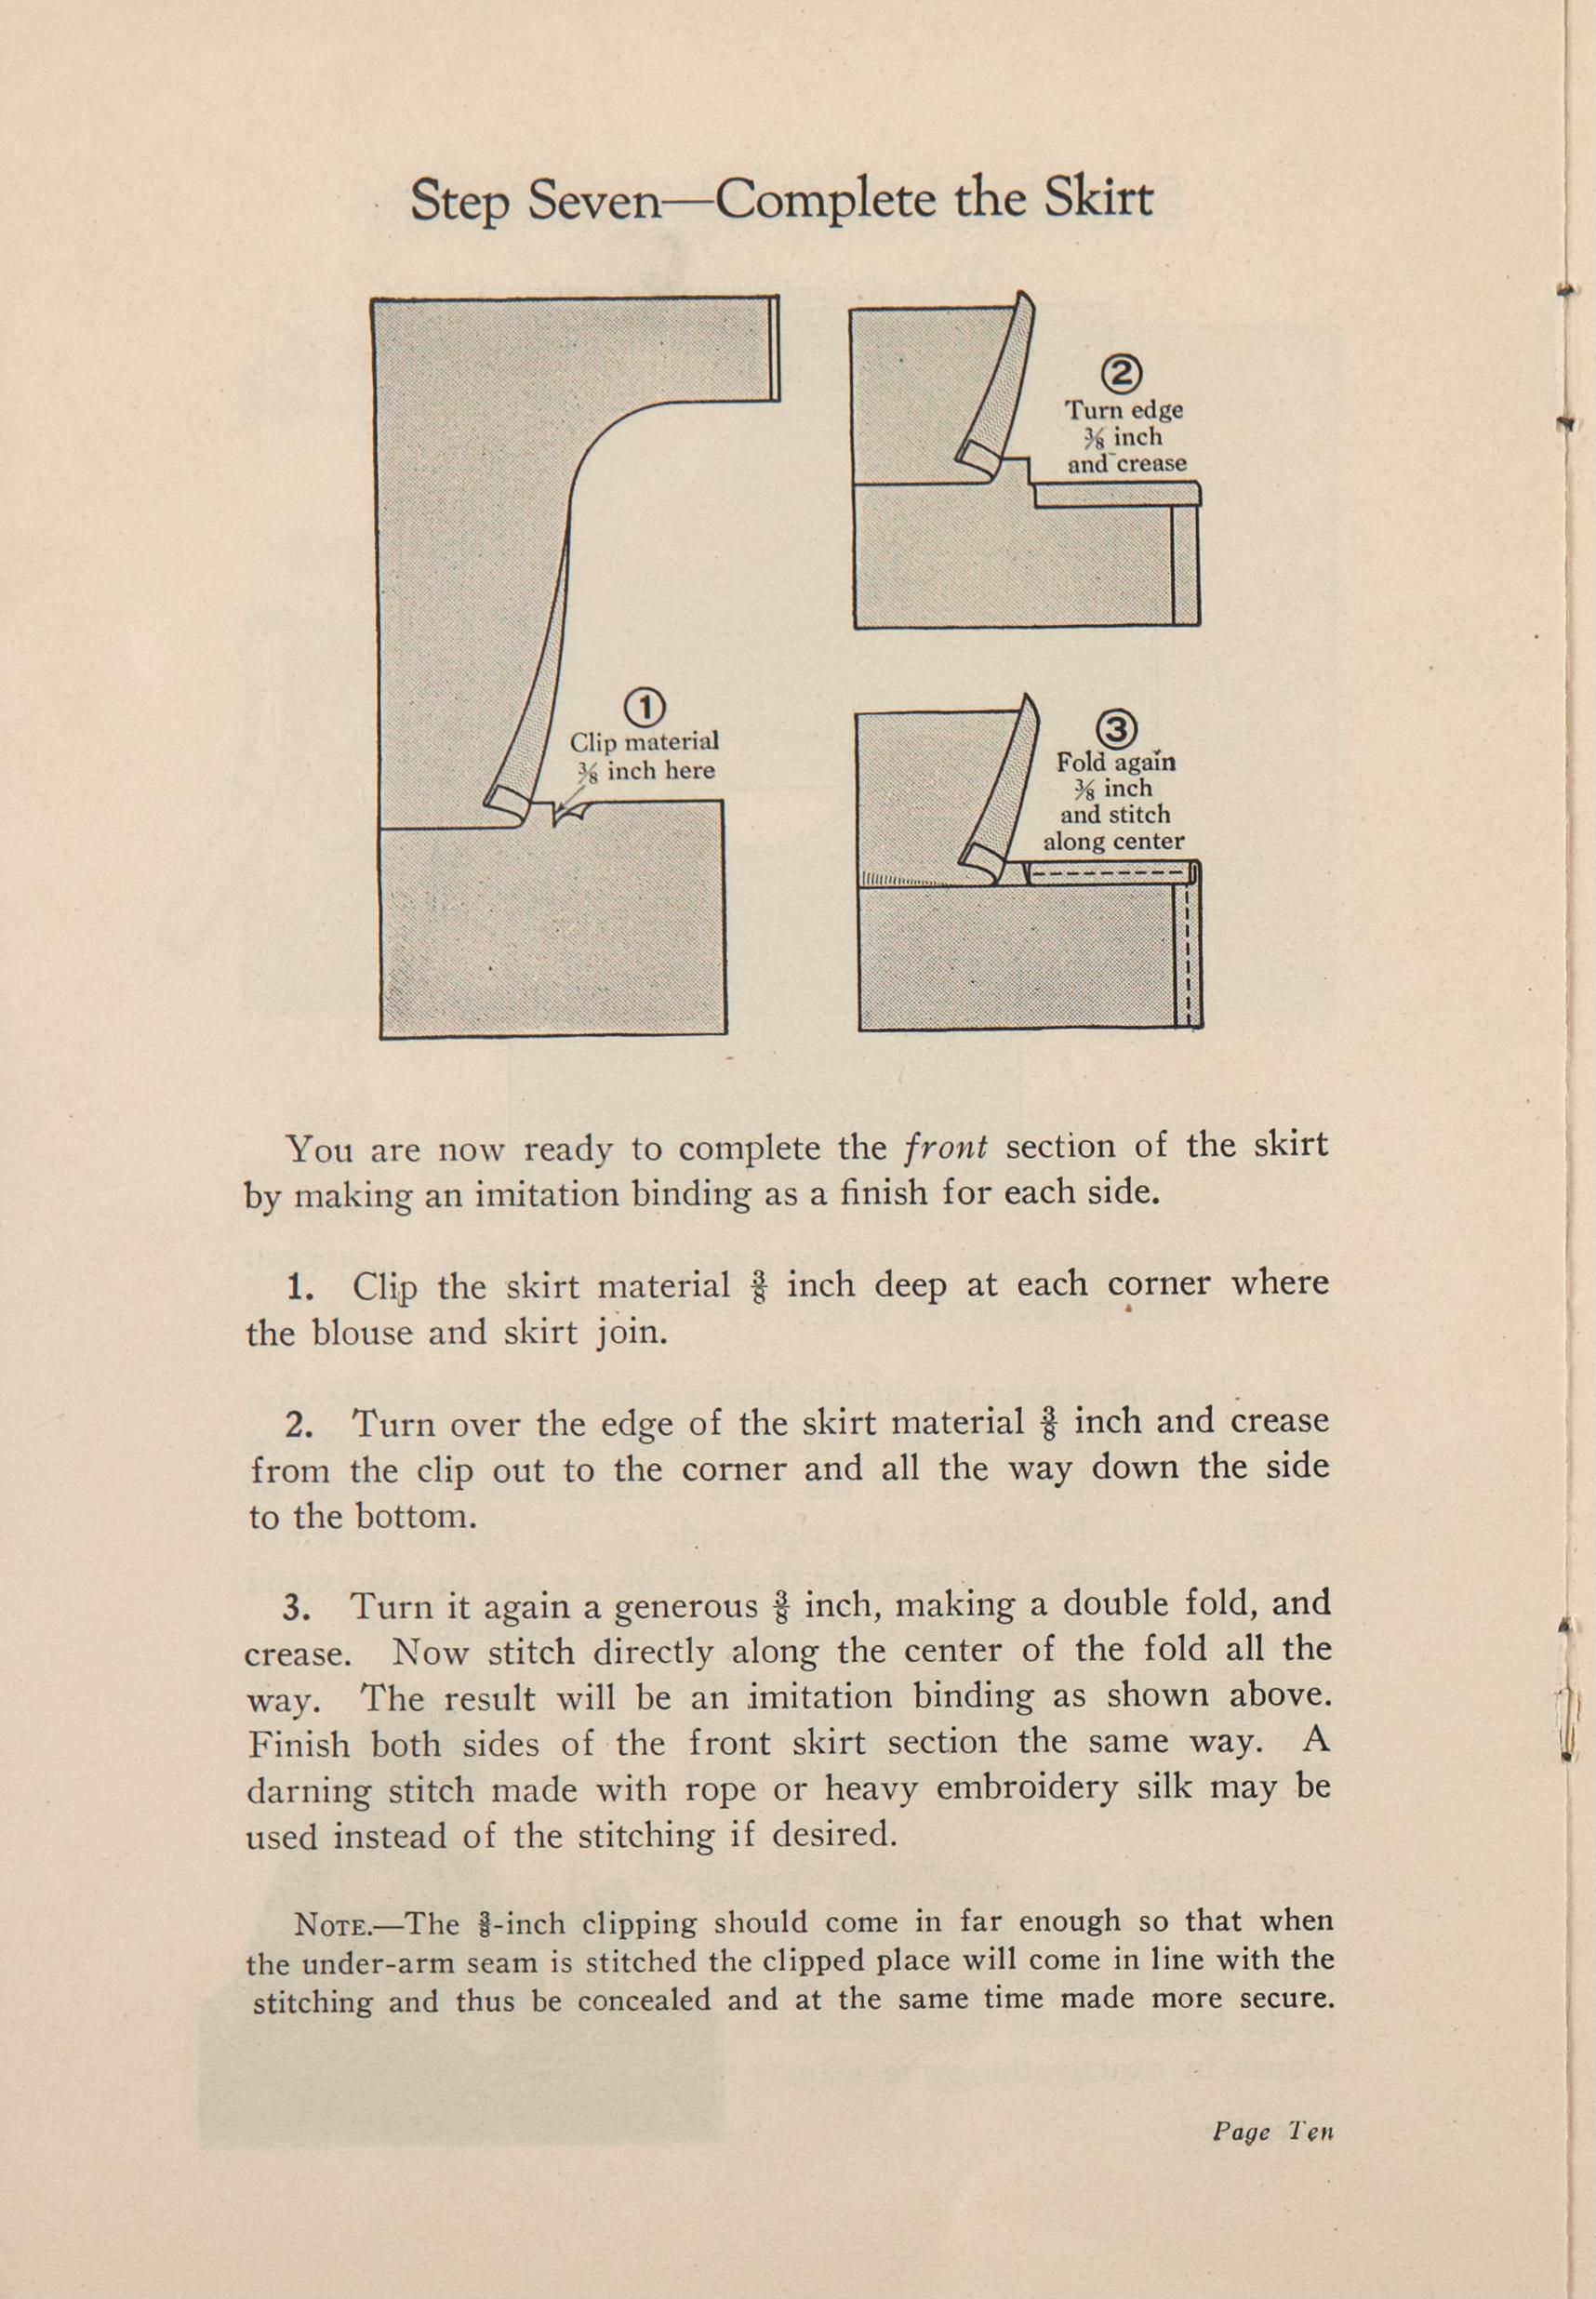 Step Seven—Complete the Skirt
1
Clip material
⅜ inch here
2
Turn edge
⅜ inch
and crease
3
Fold again
⅜ inch
and stitch
along center
You are now ready to complete the front section of the skirt
by making an imitation binding as a finish for each side.
1. Clip the skirt material ⅜ inch deep at each corner where
the blouse and skirt join.
2. Turn over the edge of the skirt material ⅜ inch and crease
from the clip out to the corner and all the way down the side
to the bottom.
3. Turn it again a generous ⅜ inch, making a double fold, and
crease. Now stitch directly along the center of the fold all the
way. The result will be an imitation binding as shown above.
Finish both sides of the front skirt section the same way. A
darning stitch made with rope or heavy embroidery silk may be
used instead of the stitching if desired.
NOTE.—The ⅜-inch clipping should come in far enough so that when
the under-arm seam is stitched the clipped place will come in line with the
stitching and thus be concealed and at the same time made more secure.
Page Ten